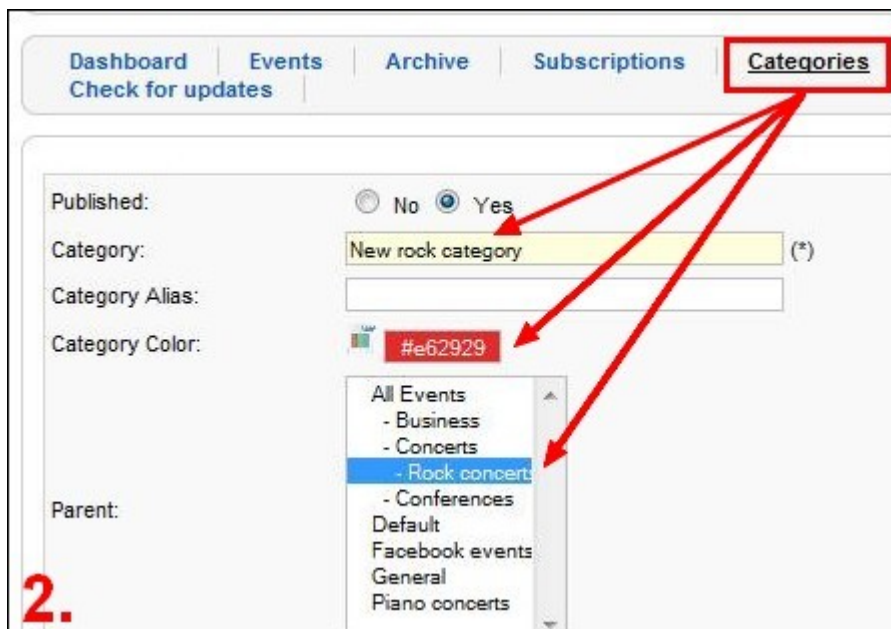 Dashboard Events Archive Subscriptions Categories
Check for updates
Published: No Yes
Category: New rock category (*)
Category Alias:
Category Color: #e62929
All Events
- Business
- Concerts
- Rock concerts
- Conferences
Parent:
Default
Facebook events
General
Piano concerts
2.